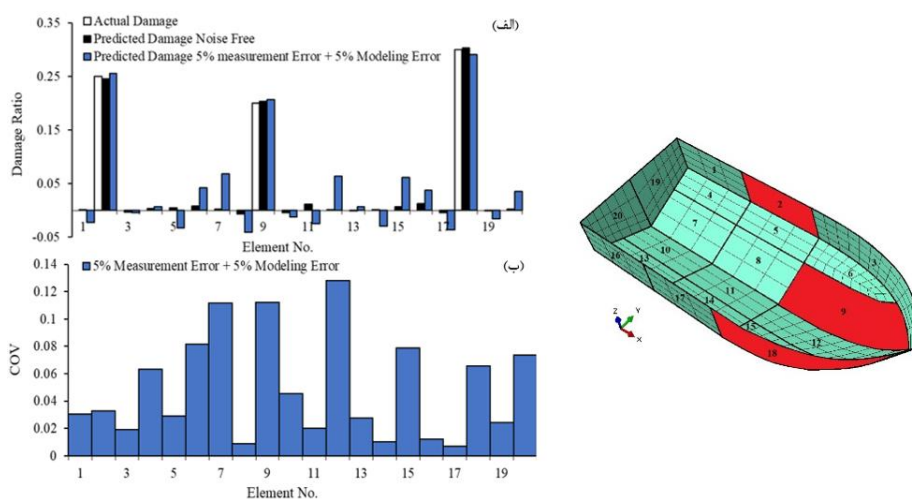 (الف)
Actual Damage
Predicted Damage Noise Free
Predicted Damage 5% measurement Error + 5% Modeling Error
Damage Ratio
0.35
0.25
0.15
0.05
-0.05
1 3 5 7 9 11 13 15 17 19
Element No.
(ب)
5% Measurement Error + 5% Modeling Error
COV
0.14
0.12
0.1
0.08
0.06
0.04
0.02
0
1 3 5 7 9 11 13 15 17 19
Element No.
1
2
3
4
5
6
7
8
9
10
11
12
13
14
15
16
17
18
19
20
Z
Y
X